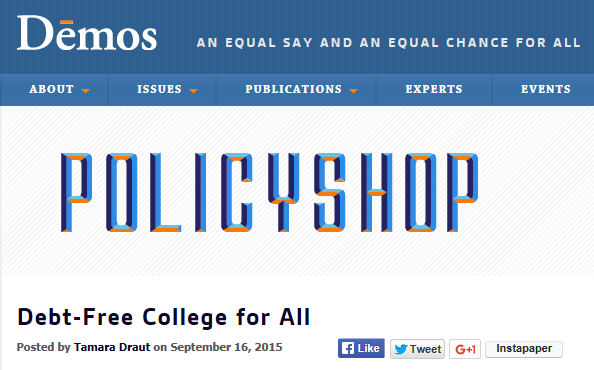 Dēmos
AN EQUAL SAY AND AN EQUAL CHANCE FOR ALL
ABOUT ISSUES PUBLICATIONS EXPERTS EVENTS
POLICYSHOP
Debt-Free College for All
Posted by Tamara Draut on September 16, 2015 Like Tweet G+1 Instapaper